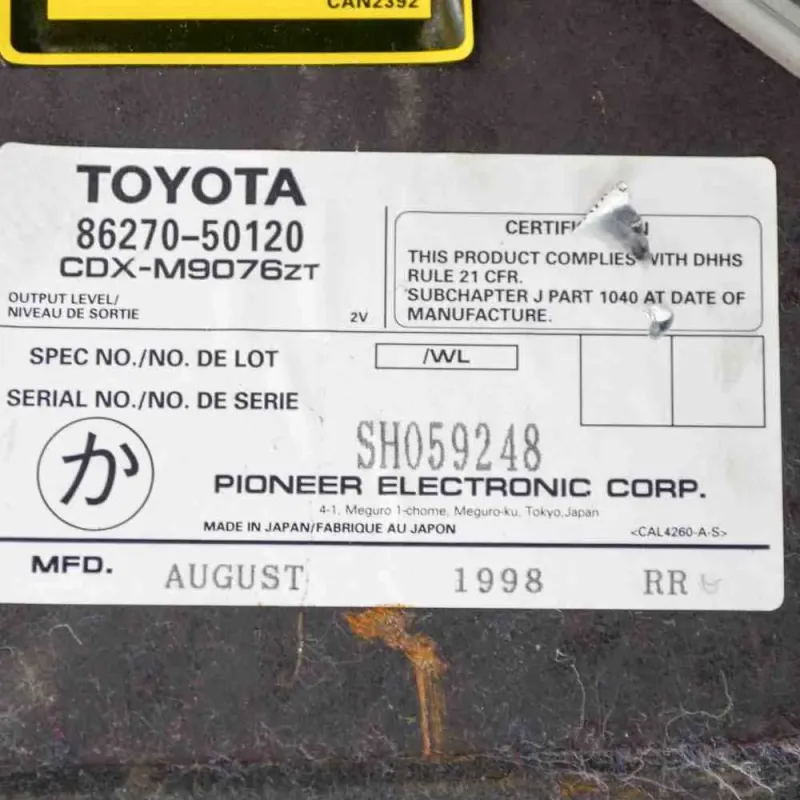 CAN2392
TOYOTA
86270-50120
CDX-M9076ZT
OUTPUT LEVEL/
NIVEAU DE SORTIE 2V
THIS PRODUCT COMPLIES WITH DHHS
RULE 21 CFR.
SUBCHAPTER J PART 1040 AT DATE OF
MANUFACTURE.
SPEC NO./NO. DE LOT /WL
SERIAL NO./NO. DE SERIE
SH059248
か
PIONEER ELECTRONIC CORP.
4-1, Meguro 1-chome, Meguro-ku, Tokyo, Japan
MADE IN JAPAN/FABRIQUE AU JAPON <CAL4260-A-S>
MFD. AUGUST 1998 RR